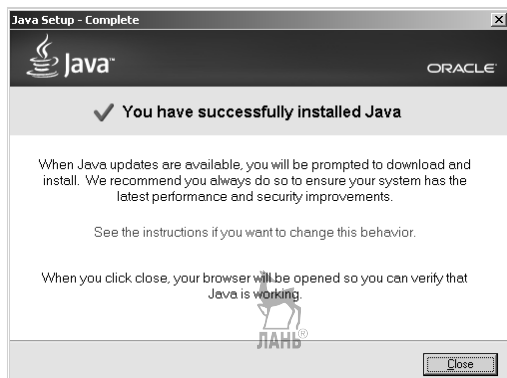 Java Setup - Complete
Java™
ORACLE®
You have successfully installed Java
When Java updates are available, you will be prompted to download and
install. We recommend you always do so to ensure your system has the
latest performance and security improvements.
See the instructions if you want to change this behavior.
When you click close, your browser will be opened so you can verify that
Java is working.
ЛАНЬ®
Close